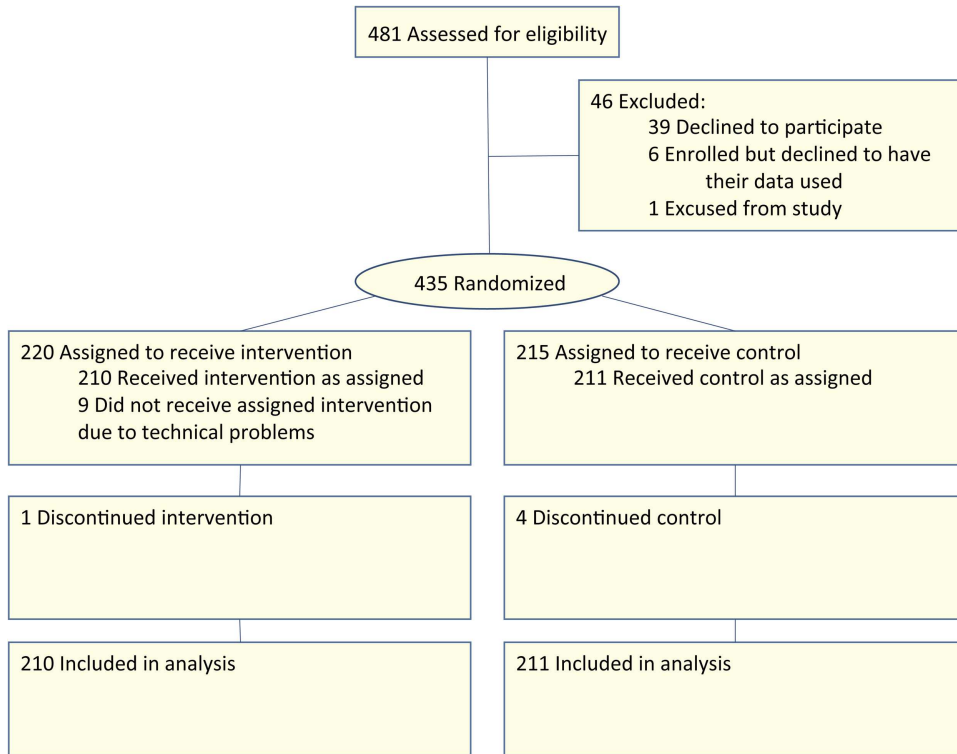 481 Assessed for eligibility
46 Excluded:
39 Declined to participate
6 Enrolled but declined to have
their data used
1 Excused from study
435 Randomized
220 Assigned to receive intervention
210 Received intervention as assigned
9 Did not receive assigned intervention
due to technical problems
215 Assigned to receive control
211 Received control as assigned
1 Discontinued intervention
4 Discontinued control
210 Included in analysis
211 Included in analysis